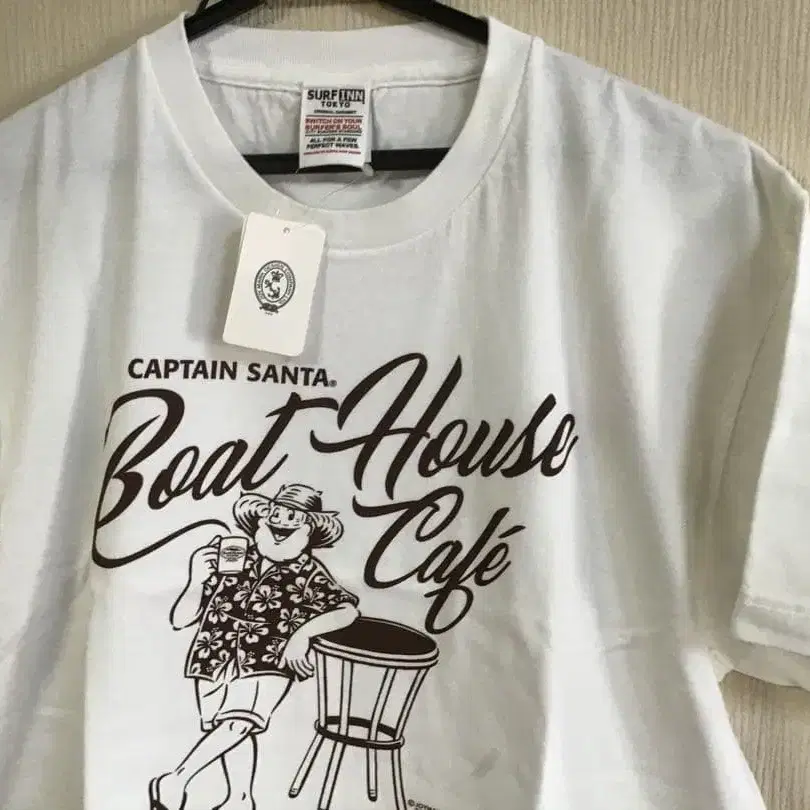 SURF INN
TOKYO
SWITCH ON YOUR
SURFER'S SOUL
ALL FOR A FEW
PERFECT WAVES.
CAPTAIN SANTA®
Boat House
Café